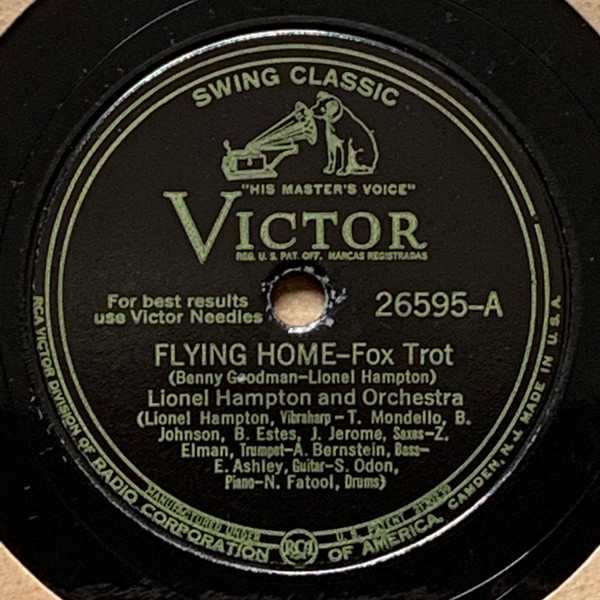 SWING CLASSIC
"HIS MASTER'S VOICE"
VICTOR
REG. U. S. PAT. OFF. MARCAS REGISTRADAS
For best results
use Victor Needles
26595-A
FLYING HOME-Fox Trot
(Benny Goodman-Lionel Hampton)
Lionel Hampton and Orchestra
(Lionel Hampton, Vibraharp-T. Mondello, B.
Johnson, B. Estes, J. Jerome, Saxes-Z.
Elman, Trumpet-A. Bernstein, Bass-
E. Ashley, Guitar-S. Odon,
Piano-N. Fatool, Drums)
MANUFACTURED UNDER U. S. PATENT
RCA VICTOR DIVISION OF RADIO CORPORATION OF AMERICA, CAMDEN, N. J. MADE IN U. S. A.
RCA